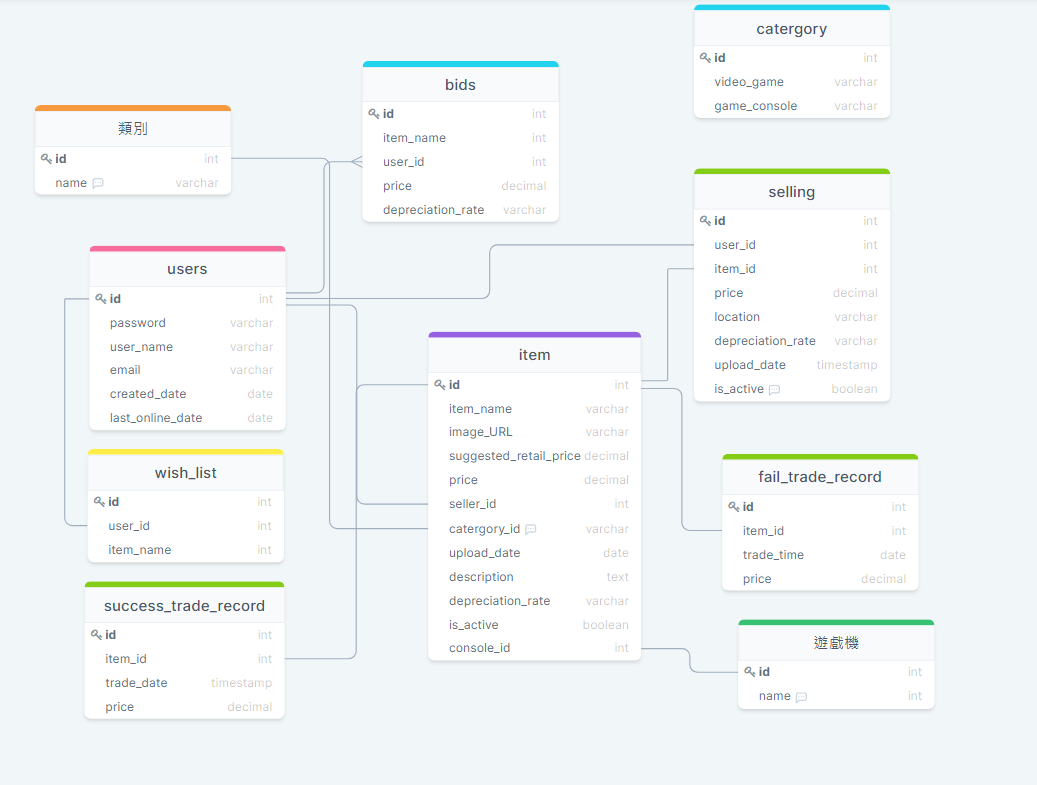 catergory
id int
video_game varchar
game_console varchar
bids
id int
item_name int
user_id int
price decimal
depreciation_rate varchar
類別
id int
name varchar
selling
id int
user_id int
item_id int
price decimal
location varchar
depreciation_rate varchar
upload_date timestamp
is_active boolean
users
id int
password varchar
user_name varchar
email varchar
created_date date
last_online_date date
item
id int
item_name varchar
image_URL varchar
suggested_retail_price decimal
price decimal
seller_id int
catergory_id varchar
upload_date date
description text
depreciation_rate varchar
is_active boolean
console_id int
wish_list
id int
user_id int
item_name int
fail_trade_record
id int
item_id int
trade_time date
price decimal
success_trade_record
id int
item_id int
trade_date timestamp
price decimal
遊戲機
id int
name int